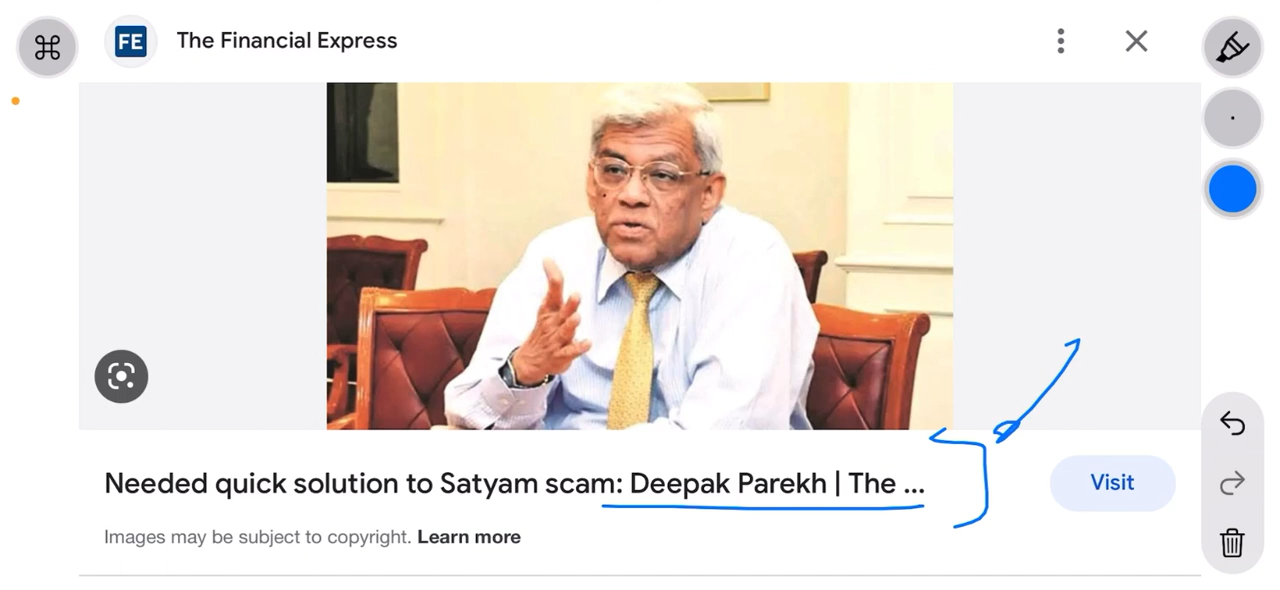 FE The Financial Express
Needed quick solution to Satyam scam: Deepak Parekh | The ...
Visit
Images may be subject to copyright. Learn more